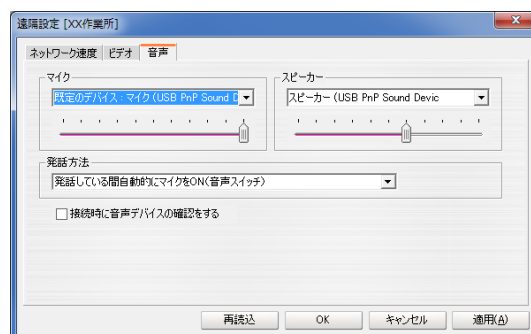 遠隔設定 [XX作業所]
ネットワーク速度 ビデオ 音声
マイク
スピーカー
既定のデバイス：マイク (USB PnP Sound D
スピーカー (USB PnP Sound Devic
発話方法
発話している間自動的にマイクをON(音声スイッチ)
接続時に音声デバイスの確認をする
再読込 OK キャンセル 適用(A)